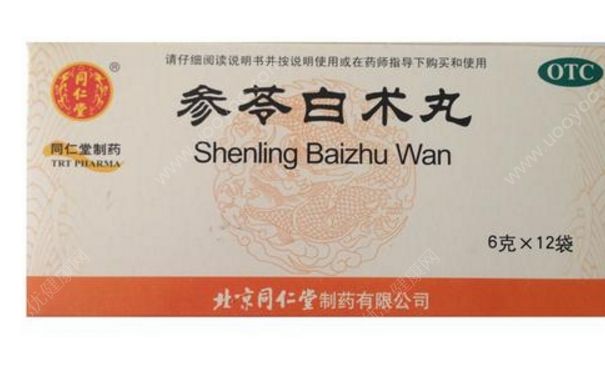 请仔细阅读说明书并按说明使用或在药师指导下购买和使用
OTC
同仁堂
®
参苓白术丸
同仁堂制药
TRT PHARMA
Shenling Baizhu Wan
6克×12袋
北京同仁堂制药有限公司